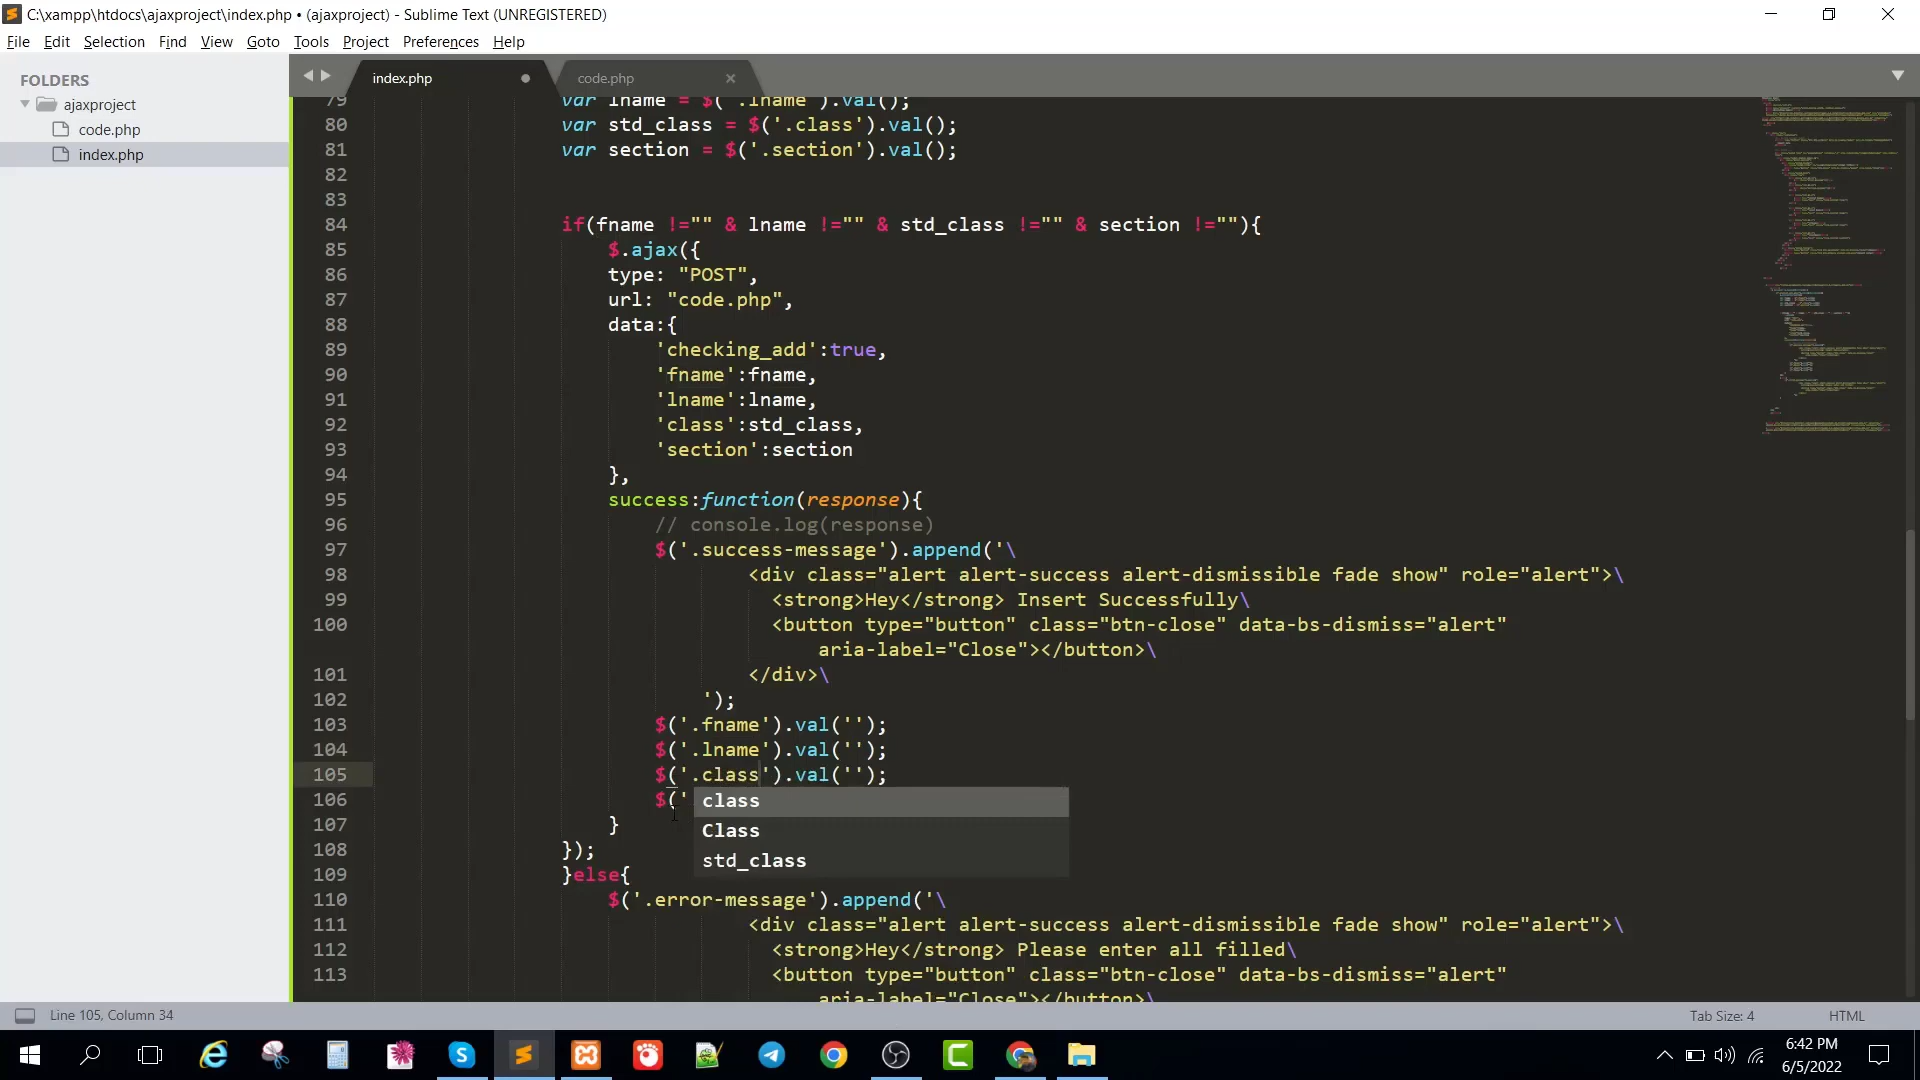 C:\xampp\htdocs\ajaxproject\index.php • (ajaxproject) - Sublime Text (UNREGISTERED)
File Edit Selection Find View Goto Tools Project Preferences Help
FOLDERS
ajaxproject
code.php
index.php
index.php
code.php
79 var lname = $('.lname').val();
80 var std_class = $('.class').val();
81 var section = $('.section').val();
82
83
84 if(fname !="" & lname !="" & std_class !="" & section !=""){
85 $.ajax({
86 type: "POST",
87 url: "code.php",
88 data:{
89 'checking_add':true,
90 'fname':fname,
91 'lname':lname,
92 'class':std_class,
93 'section':section
94 },
95 success:function(response){
96 // console.log(response)
97 $('.success-message').append('\
98 <div class="alert alert-success alert-dismissible fade show" role="alert">\
99 <strong>Hey</strong> Insert Successfully\
100 <button type="button" class="btn-close" data-bs-dismiss="alert"
aria-label="Close"></button>\
101 </div>\
102 ');
103 $('.fname').val('');
104 $('.lname').val('');
105 $('.class').val('');
106 $('
class
Class
std_class
107 }
108 });
109 }else{
110 $('.error-message').append('\
111 <div class="alert alert-success alert-dismissible fade show" role="alert">\
112 <strong>Hey</strong> Please enter all filled\
113 <button type="button" class="btn-close" data-bs-dismiss="alert"
aria-label="Close"></button>\
Line 105, Column 34
Tab Size: 4
HTML
6:42 PM
6/5/2022